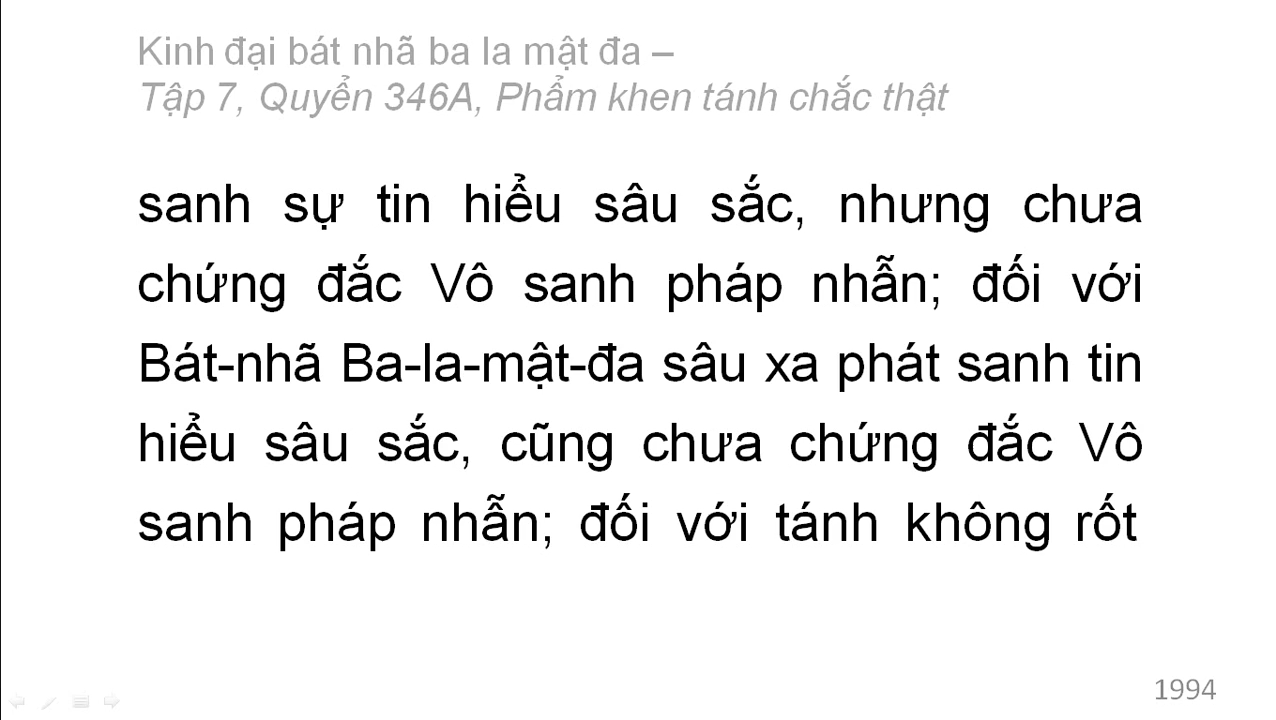 Kinh đại bát nhã ba la mật đa –
Tập 7, Quyển 346A, Phẩm khen tánh chắc thật
sanh sự tin hiểu sâu sắc, nhưng chưa
chứng đắc Vô sanh pháp nhẫn; đối với
Bát-nhã Ba-la-mật-đa sâu xa phát sanh tin
hiểu sâu sắc, cũng chưa chứng đắc Vô
sanh pháp nhẫn; đối với tánh không rốt
1994